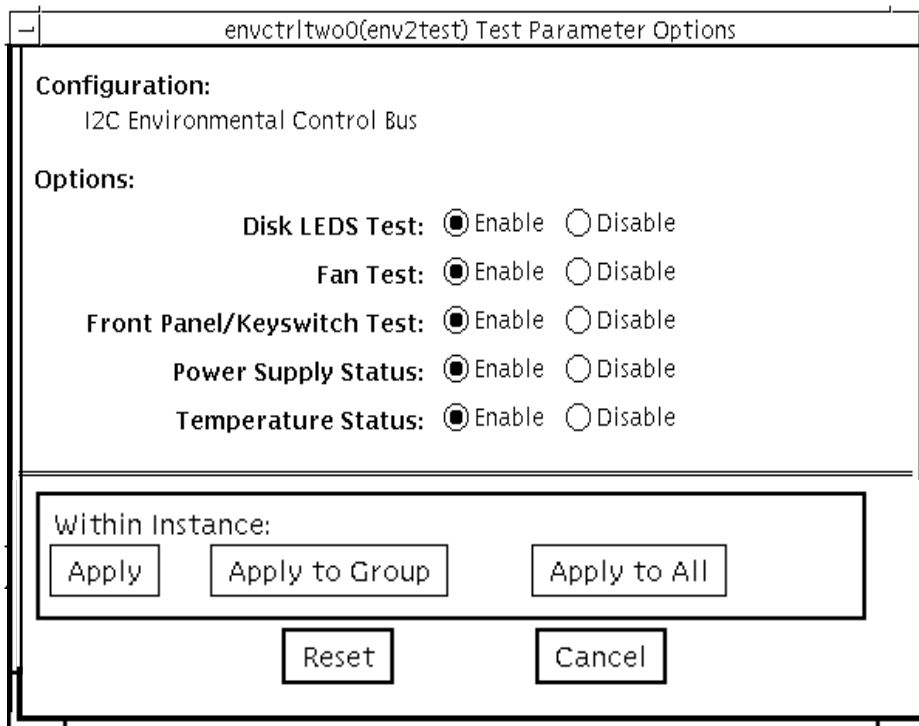 envctrltwo0(env2test) Test Parameter Options
Configuration:
I2C Environmental Control Bus
Options:
Disk LEDS Test: Enable Disable
Fan Test: Enable Disable
Front Panel/Keyswitch Test: Enable Disable
Power Supply Status: Enable Disable
Temperature Status: Enable Disable
Within Instance:
Apply Apply to Group Apply to All
Reset Cancel